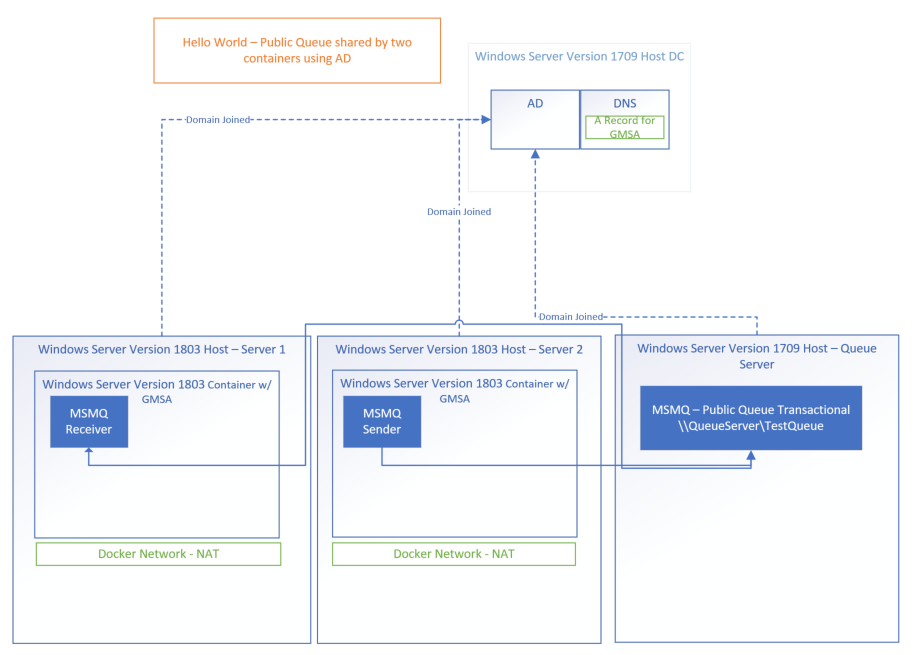 Hello World – Public Queue shared by two
containers using AD
Windows Server Version 1709 Host DC
AD
DNS
A Record for
GMSA
Domain Joined
Domain Joined
Domain Joined
Windows Server Version 1803 Host – Server 1
Windows Server Version 1803 Container w/
GMSA
MSMQ
Receiver
Docker Network - NAT
Windows Server Version 1803 Host – Server 2
Windows Server Version 1803 Container w/
GMSA
MSMQ
Sender
Docker Network - NAT
Windows Server Version 1709 Host – Queue
Server
MSMQ – Public Queue Transactional
\\QueueServer\TestQueue